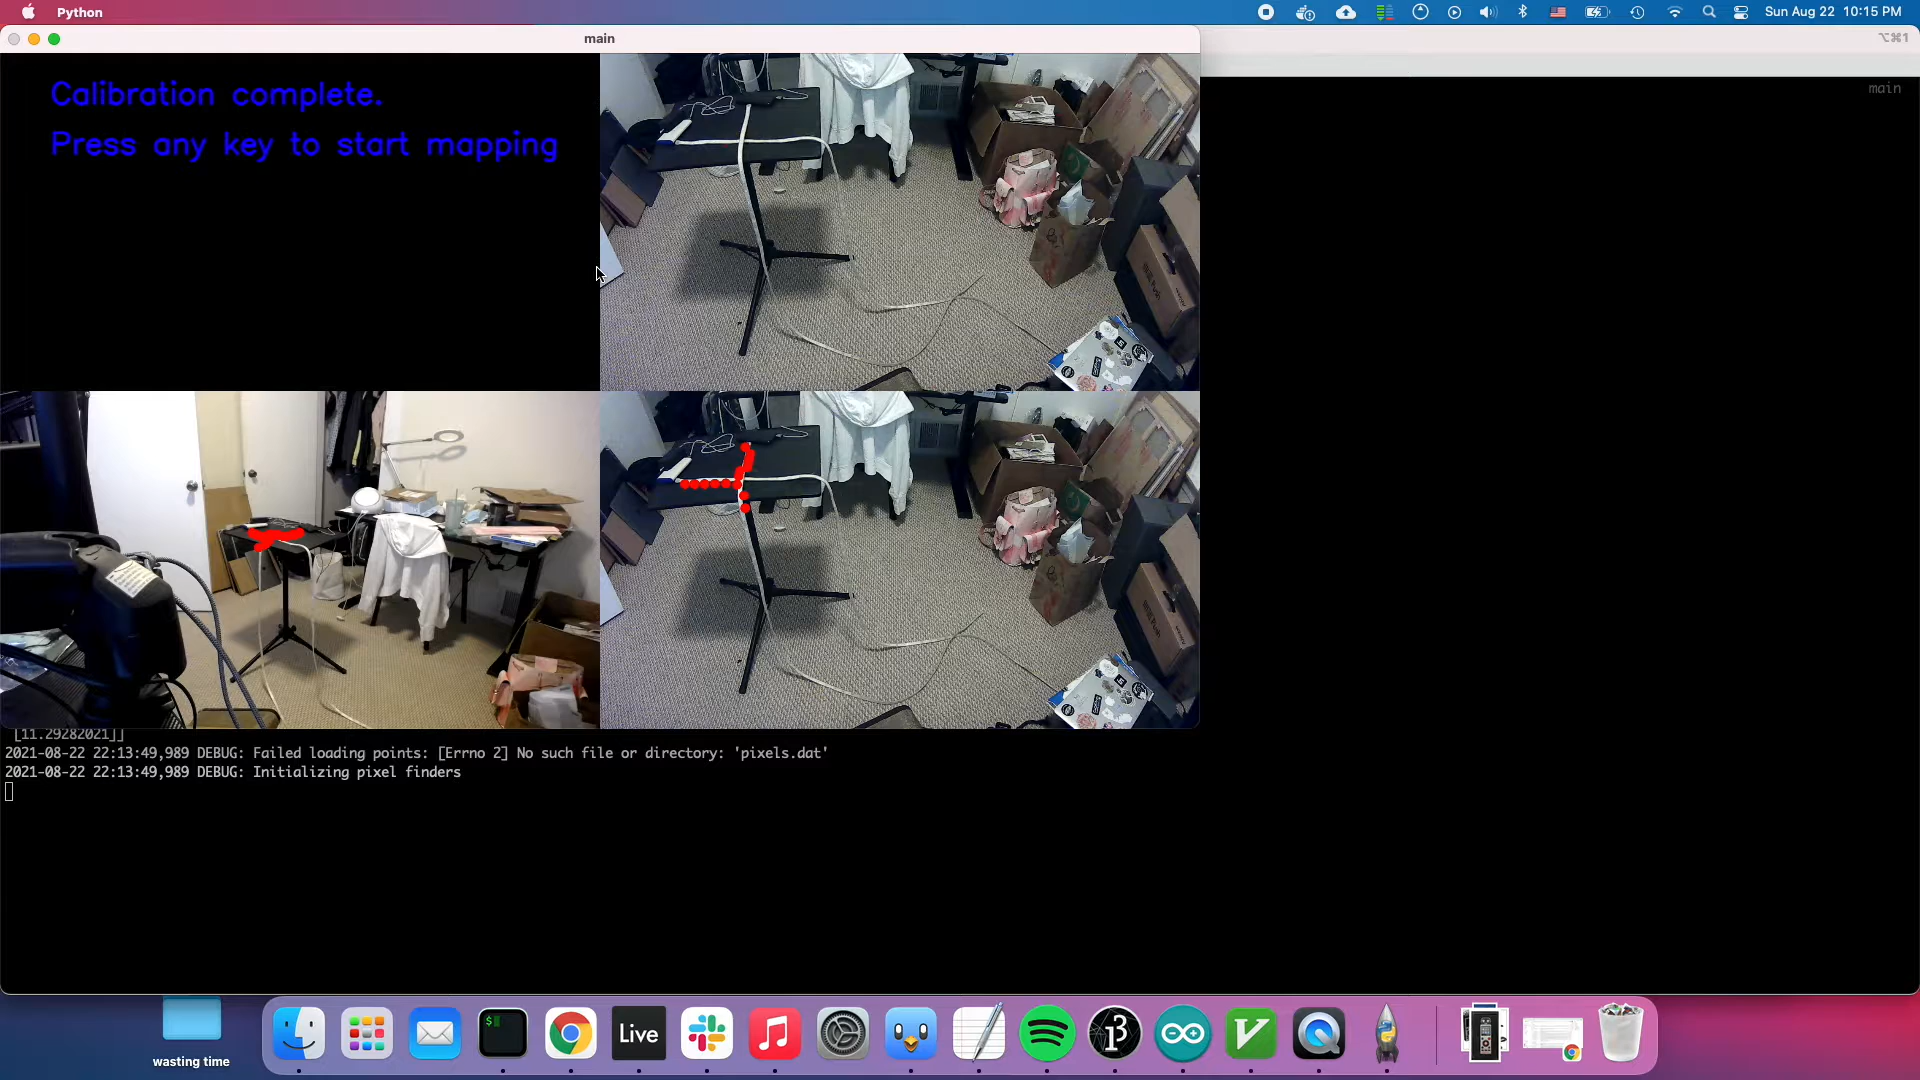 Python
Sun Aug 22 10:15 PM
main
⌥⌘1
main
Calibration complete.
Press any key to start mapping
[11.29282021]]
2021-08-22 22:13:49,989 DEBUG: Failed loading points: [Errno 2] No such file or directory: 'pixels.dat'
2021-08-22 22:13:49,989 DEBUG: Initializing pixel finders
$
Live
wasting time